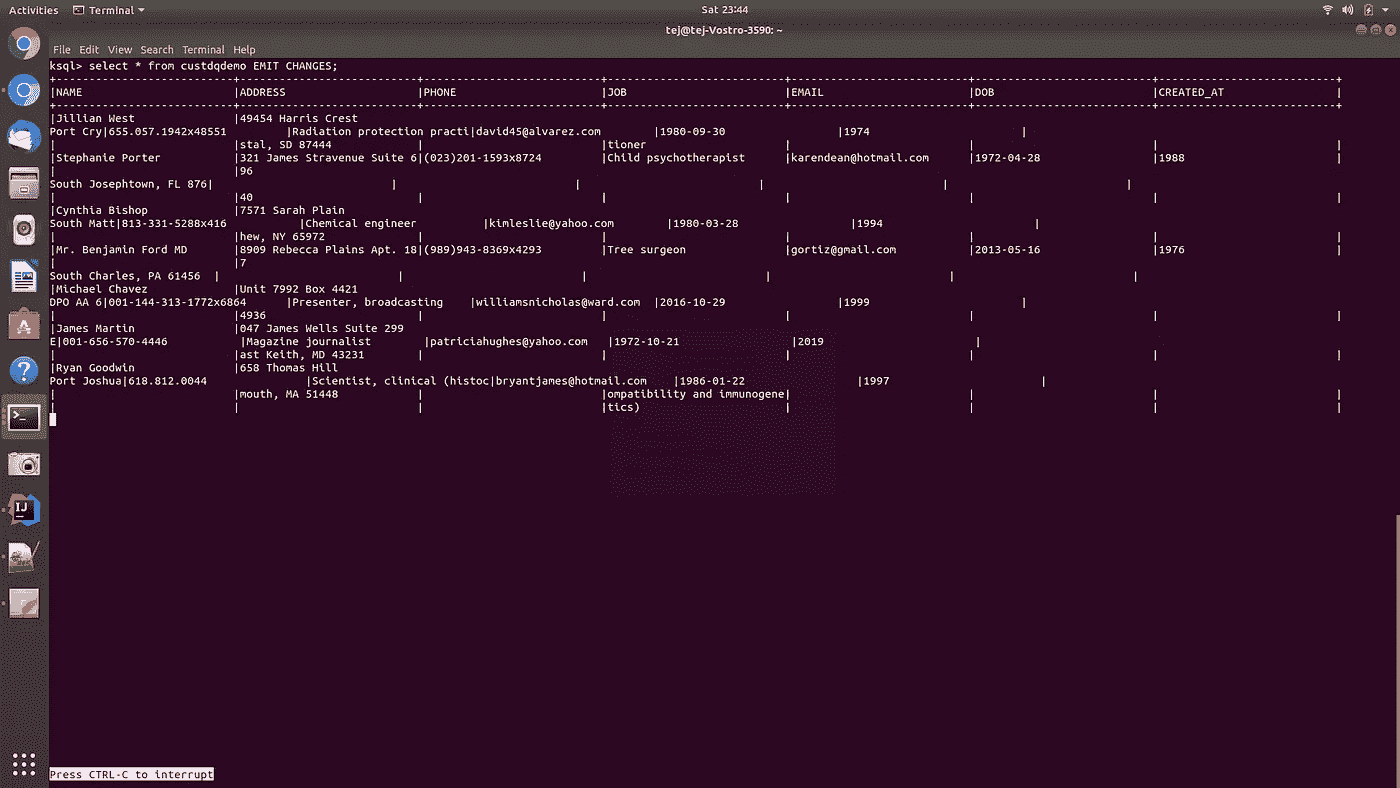 Activities Terminal Sat 23:44
tej@tej-Vostro-3590: ~
File Edit View Search Terminal Help
ksql> select * from custdqdemo EMIT CHANGES;
+---------------------------+---------------------------+---------------------------+---------------------------+---------------------------+---------------------------+---------------------------+
|NAME |ADDRESS |PHONE |JOB |EMAIL |DOB |CREATED_AT |
+---------------------------+---------------------------+---------------------------+---------------------------+---------------------------+---------------------------+---------------------------+
|Jillian West |49454 Harris Crest
Port Cry|655.057.1942x48551 |Radiation protection practi|david45@alvarez.com |1980-09-30 |1974 |
| |stal, SD 87444 | |tioner | | | |
|Stephanie Porter |321 James Stravenue Suite 6|(023)201-1593x8724 |Child psychotherapist |karendean@hotmail.com |1972-04-28 |1988 |
| |96
South Josephtown, FL 876| | | | | |
| |40 | | | | | |
|Cynthia Bishop |7571 Sarah Plain
South Matt|813-331-5288x416 |Chemical engineer |kimleslie@yahoo.com |1980-03-28 |1994 |
| |hew, NY 65972 | | | | | |
|Mr. Benjamin Ford MD |8909 Rebecca Plains Apt. 18|(989)943-8369x4293 |Tree surgeon |gortiz@gmail.com |2013-05-16 |1976 |
| |7
South Charles, PA 61456 | | | | | |
|Michael Chavez |Unit 7992 Box 4421
DPO AA 6|001-144-313-1772x6864 |Presenter, broadcasting |williamsnicholas@ward.com |2016-10-29 |1999 |
| |4936 | | | | | |
|James Martin |047 James Wells Suite 299
E|001-656-570-4446 |Magazine journalist |patriciahughes@yahoo.com |1972-10-21 |2019 |
| |ast Keith, MD 43231 | | | | | |
|Ryan Goodwin |658 Thomas Hill
Port Joshua|618.812.0044 |Scientist, clinical (histoc|bryantjames@hotmail.com |1986-01-22 |1997 |
| |mouth, MA 51448 | |ompatibility and immunogene| | | |
| | | |tics) | | | |
Press CTRL-C to interrupt